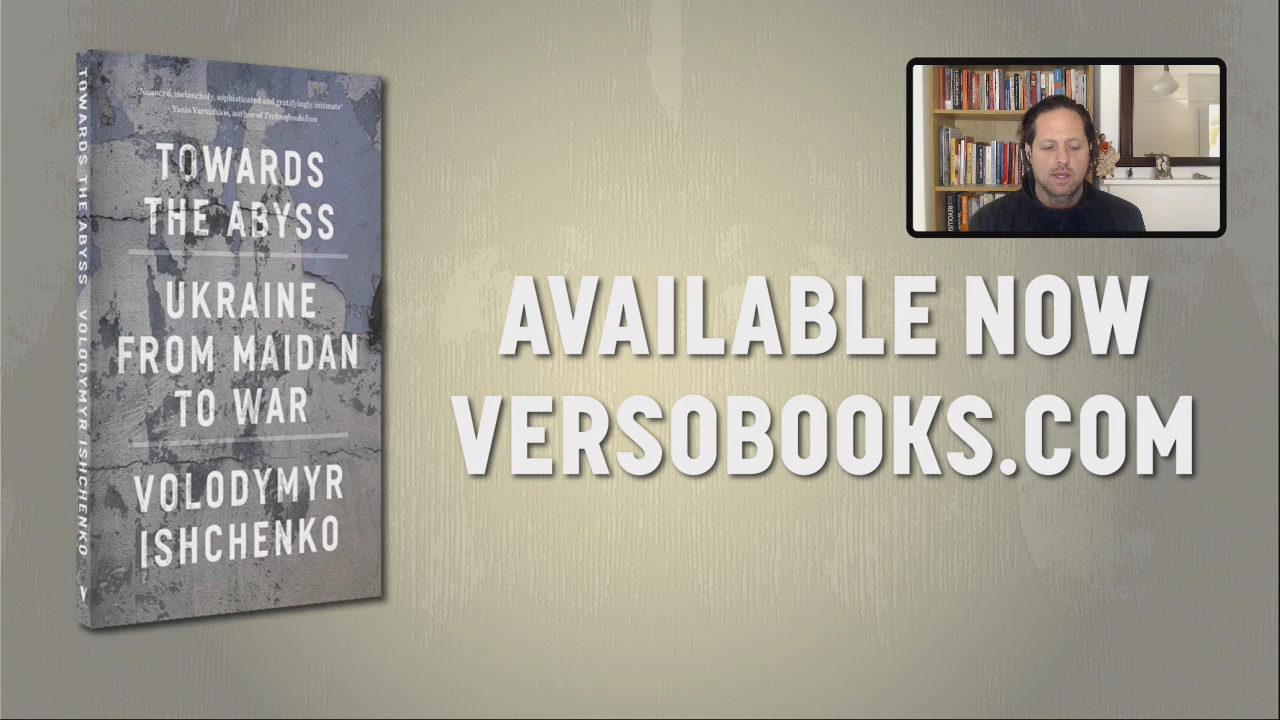 'Nuanced, melancholy, sophisticated and gratifyingly intimate'
Yanis Varoufakis, author of Technofeudalism
TOWARDS
THE ABYSS
UKRAINE
FROM MAIDAN
TO WAR
VOLODYMYR
ISHCHENKO
TOWARDS THE ABYSS VOLODYMYR ISHCHENKO
AVAILABLE NOW
VERSOBOOKS.COM